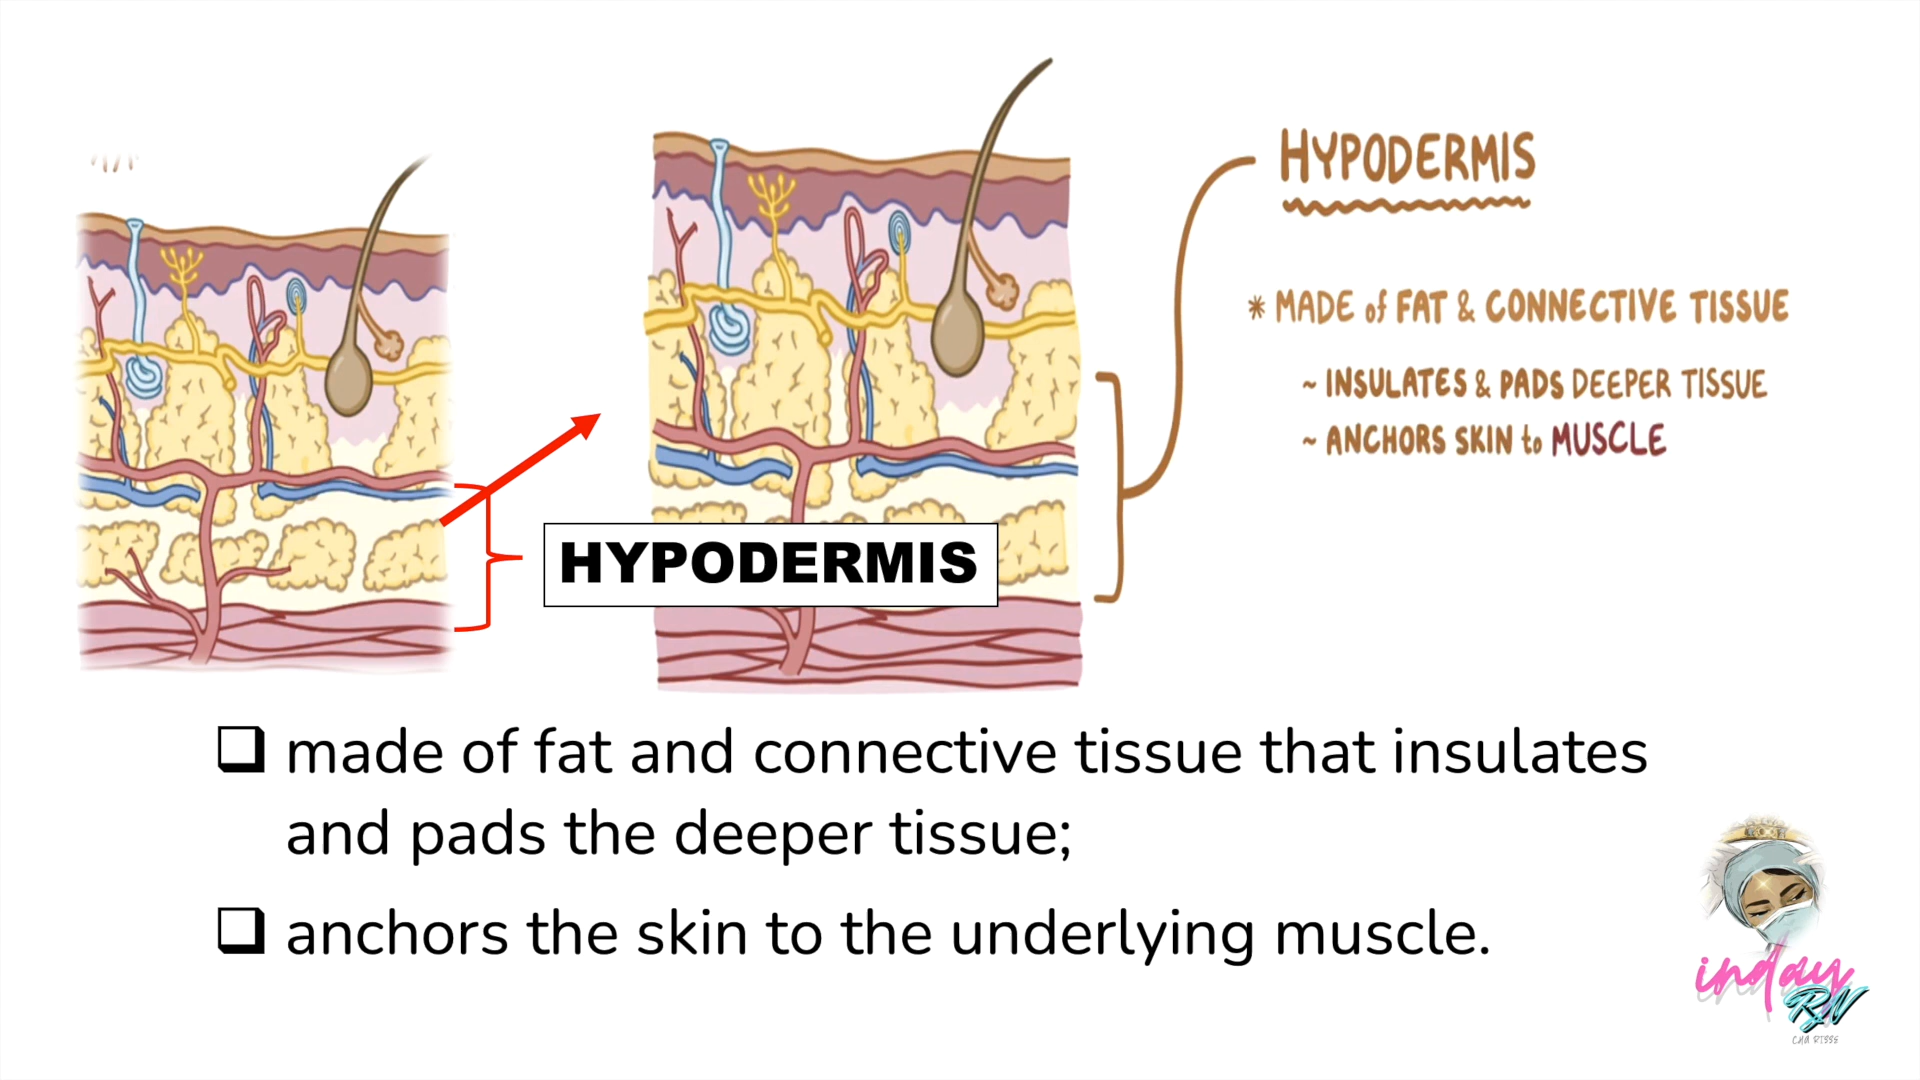 HYPODERMIS
* MADE of FAT & CONNECTIVE TISSUE
~ INSULATES & PADS DEEPER TISSUE
~ ANCHORS SKIN to MUSCLE
HYPODERMIS
❑ made of fat and connective tissue that insulates
and pads the deeper tissue;
❑ anchors the skin to the underlying muscle.
inday
RN